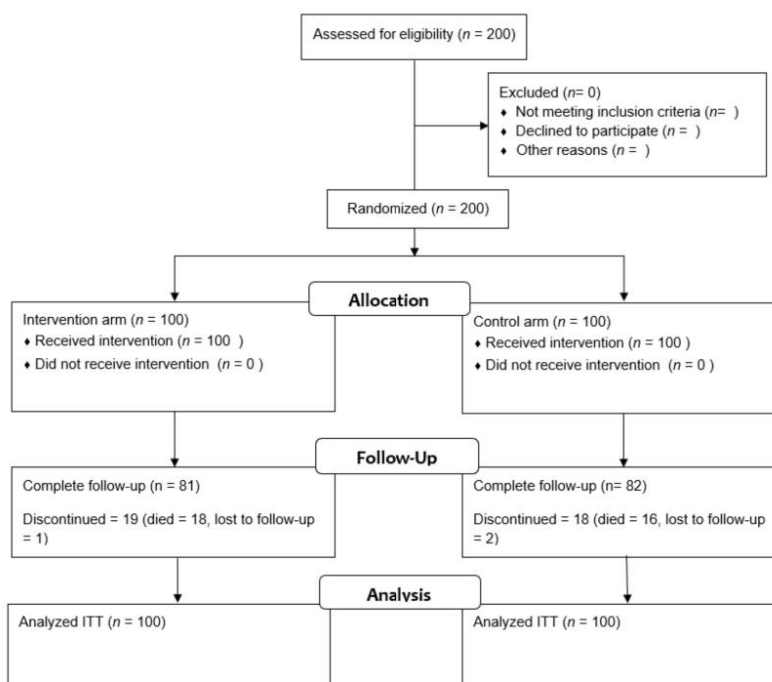 Assessed for eligibility (n = 200)
Excluded (n= 0)
♦ Not meeting inclusion criteria (n=  )
♦ Declined to participate (n =  )
♦ Other reasons (n =  )
Randomized (n = 200)
Allocation
Intervention arm (n = 100)
♦ Received intervention (n = 100  )
♦ Did not receive intervention (n = 0 )
Control arm (n = 100)
♦ Received intervention (n = 100 )
♦ Did not receive intervention (n = 0 )
Follow-Up
Complete follow-up (n = 81)
Discontinued = 19 (died = 18, lost to follow-up
= 1)
Complete follow-up (n= 82)
Discontinued = 18 (died = 16, lost to follow-up
= 2)
Analysis
Analyzed ITT (n = 100)
Analyzed ITT (n = 100)